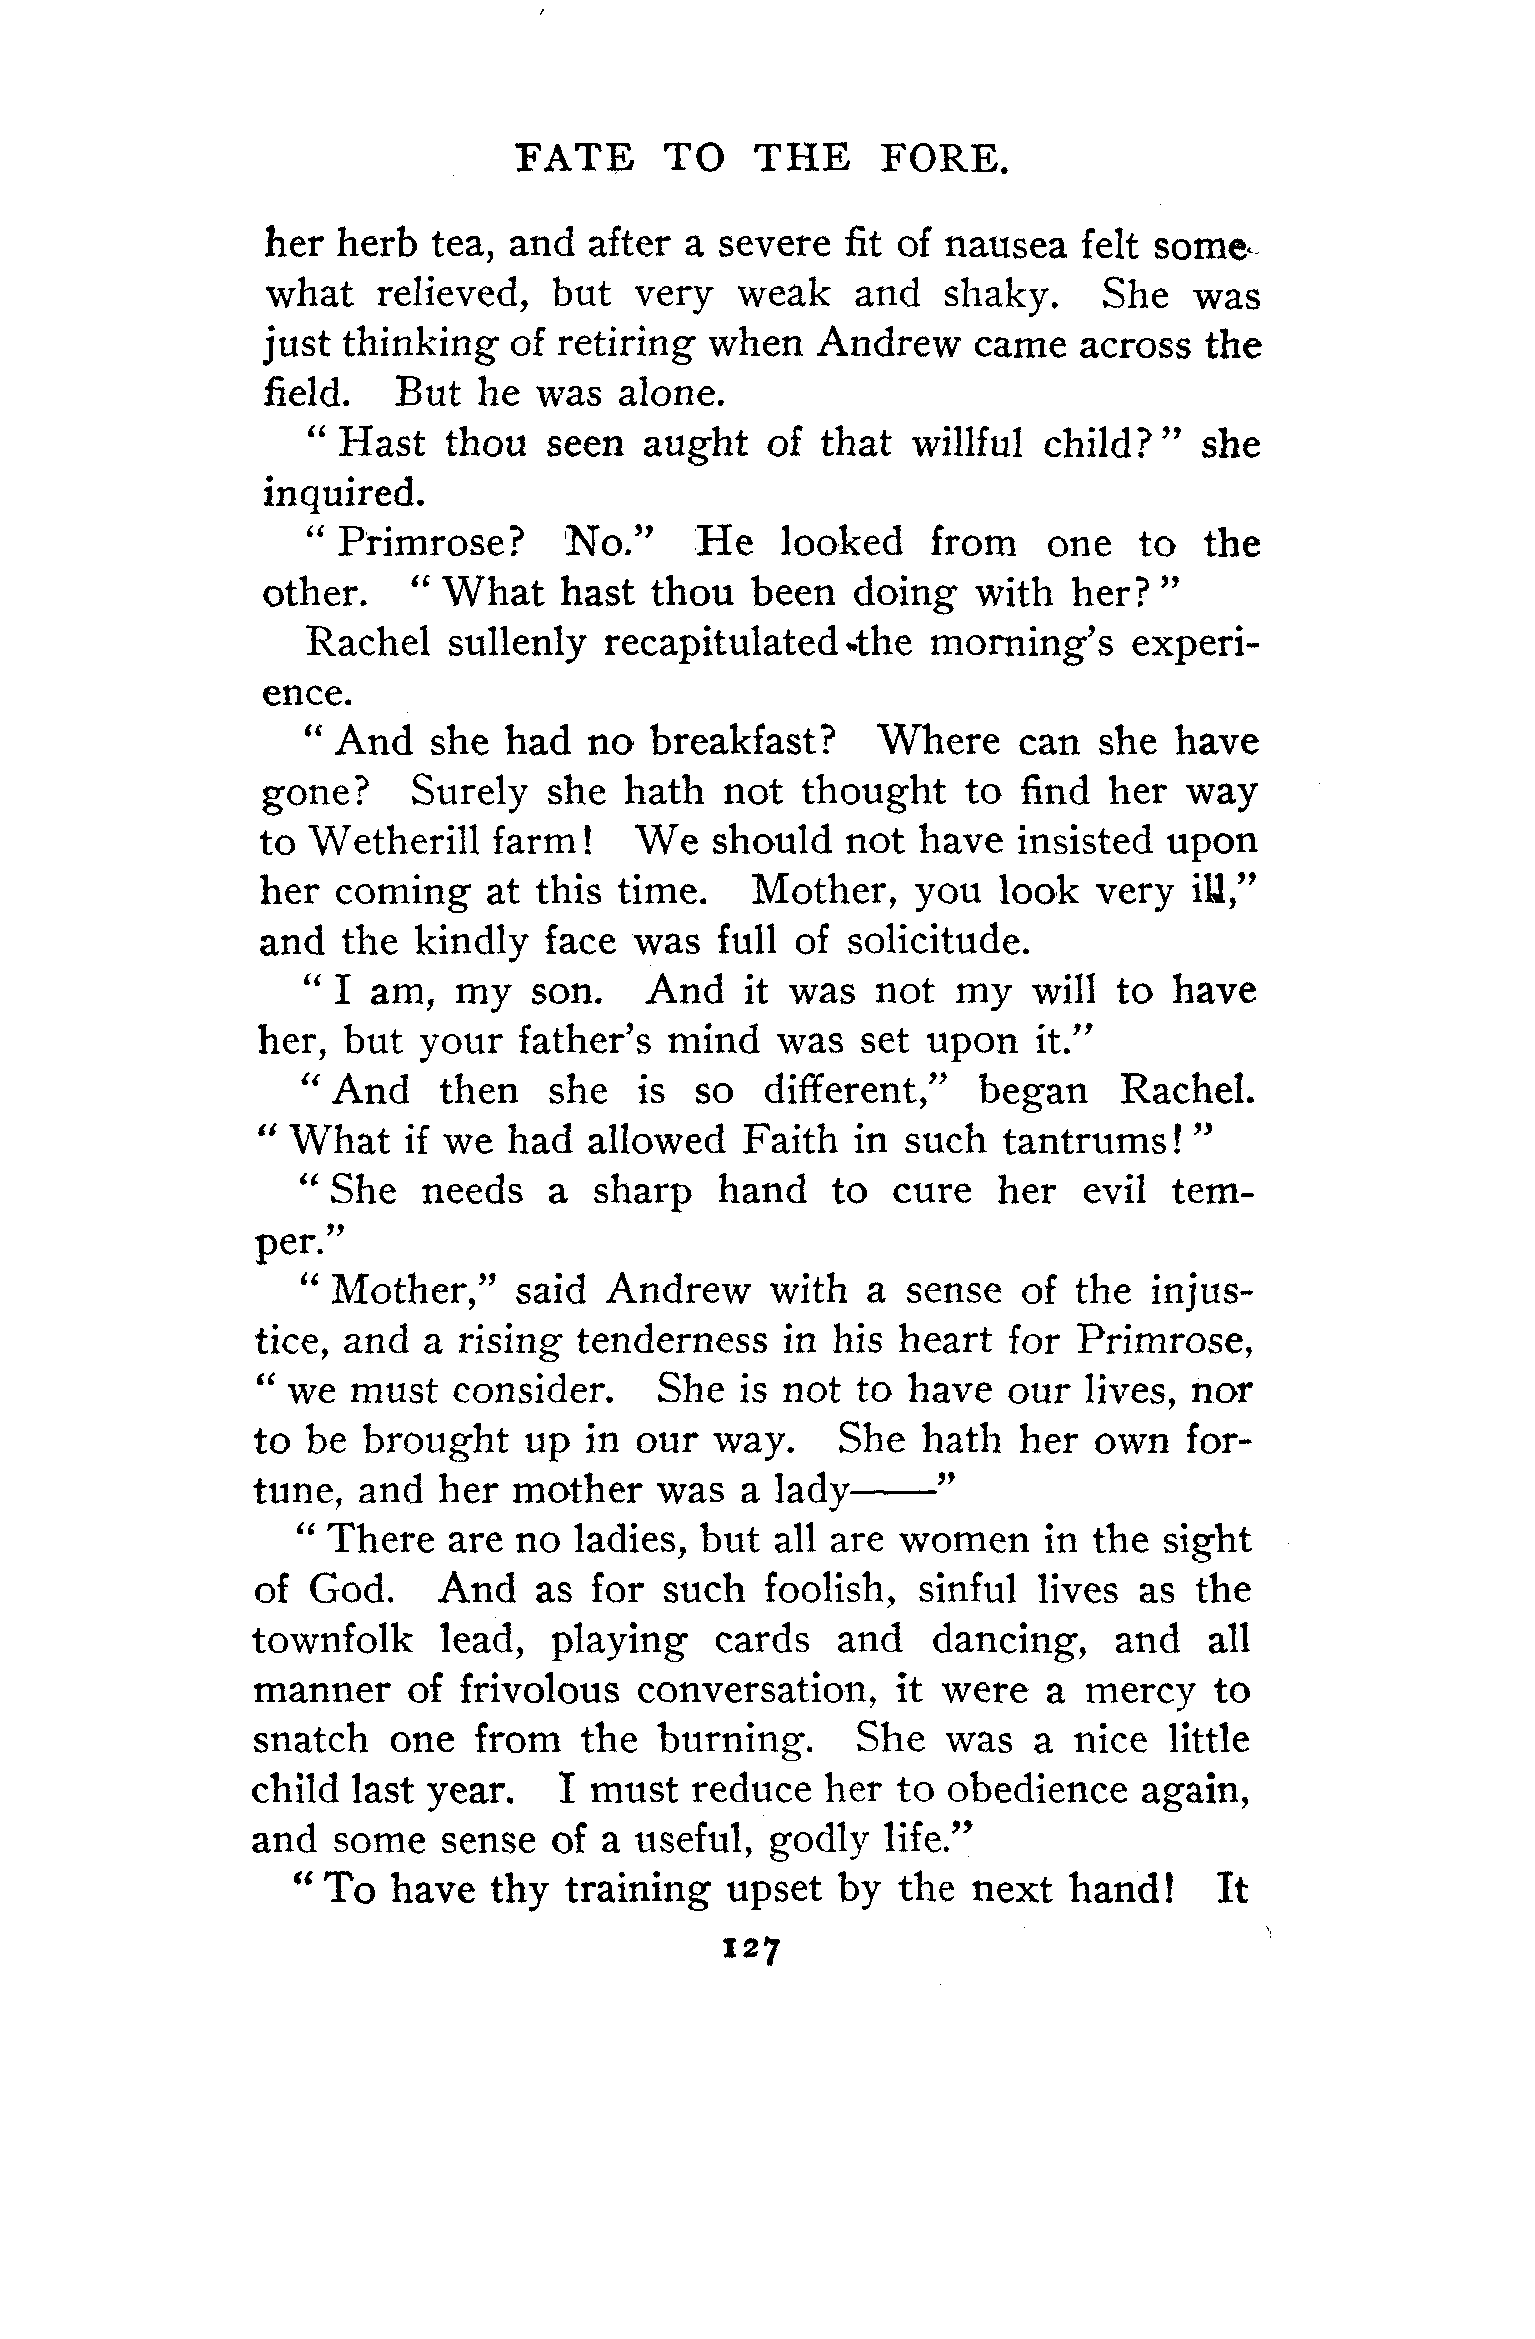 FATE TO THE FORE.
her herb tea, and after a severe fit of nausea felt some-
what relieved, but very weak and shaky. She was
just thinking of retiring when Andrew came across the
field. But he was alone.
" Hast thou seen aught of that willful child? " she
inquired.
" Primrose? No." He looked from one to the
other. " What hast thou been doing with her? "
Rachel sullenly recapitulated the morning's experi-
ence.
" And she had no breakfast? Where can she have
gone? Surely she hath not thought to find her way
to Wetherill farm! We should not have insisted upon
her coming at this time. Mother, you look very ill,"
and the kindly face was full of solicitude.
" I am, my son. And it was not my will to have
her, but your father's mind was set upon it."
" And then she is so different," began Rachel.
" What if we had allowed Faith in such tantrums! "
" She needs a sharp hand to cure her evil tem-
per."
" Mother," said Andrew with a sense of the injus-
tice, and a rising tenderness in his heart for Primrose,
" we must consider. She is not to have our lives, nor
to be brought up in our way. She hath her own for-
tune, and her mother was a lady——"
" There are no ladies, but all are women in the sight
of God. And as for such foolish, sinful lives as the
townfolk lead, playing cards and dancing, and all
manner of frivolous conversation, it were a mercy to
snatch one from the burning. She was a nice little
child last year. I must reduce her to obedience again,
and some sense of a useful, godly life."
" To have thy training upset by the next hand! It
127